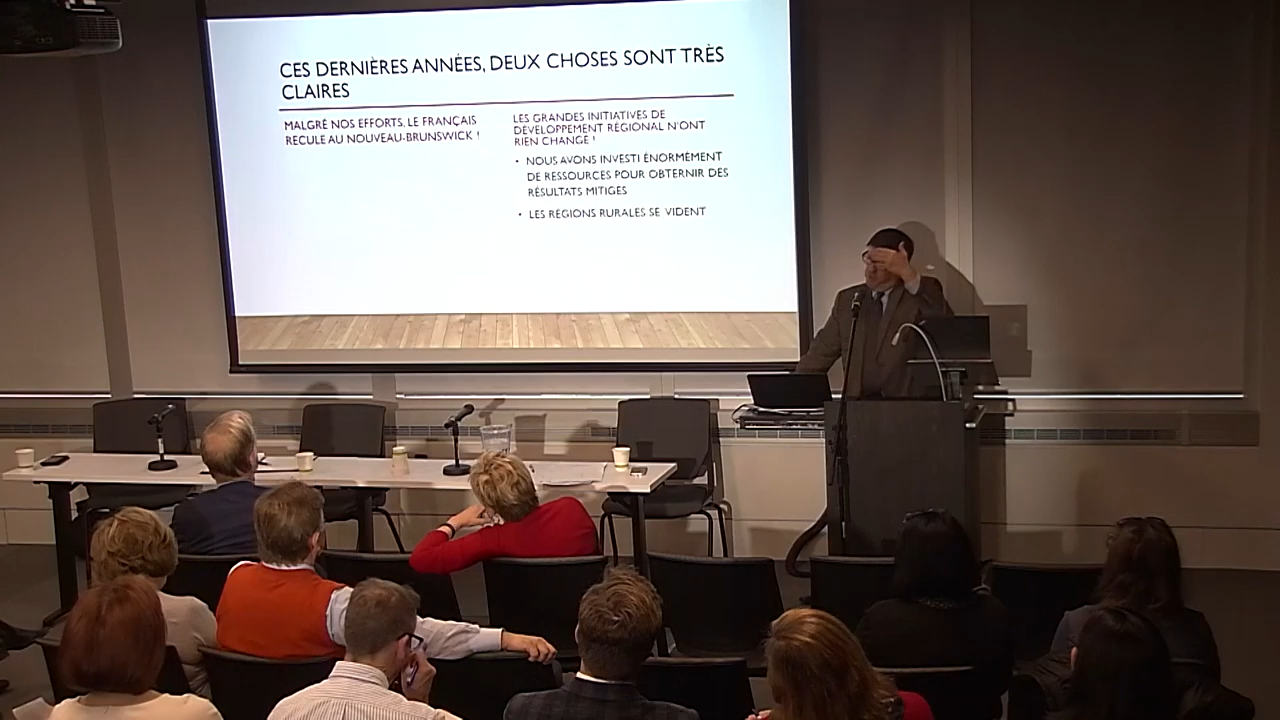 CES DERNIÈRES ANNÉES, DEUX CHOSES SONT TRÈS
CLAIRES
MALGRÉ NOS EFFORTS, LE FRANÇAIS
RECULE AU NOUVEAU-BRUNSWICK !
LES GRANDES INITIATIVES DE
DÉVELOPPEMENT RÉGIONAL N'ONT
RIEN CHANGÉ !
• NOUS AVONS INVESTI ÉNORMÉMENT
DE RESSOURCES POUR OBTERNIR DES
RÉSULTATS MITIGES
• LES RÉGIONS RURALES SE VIDENT